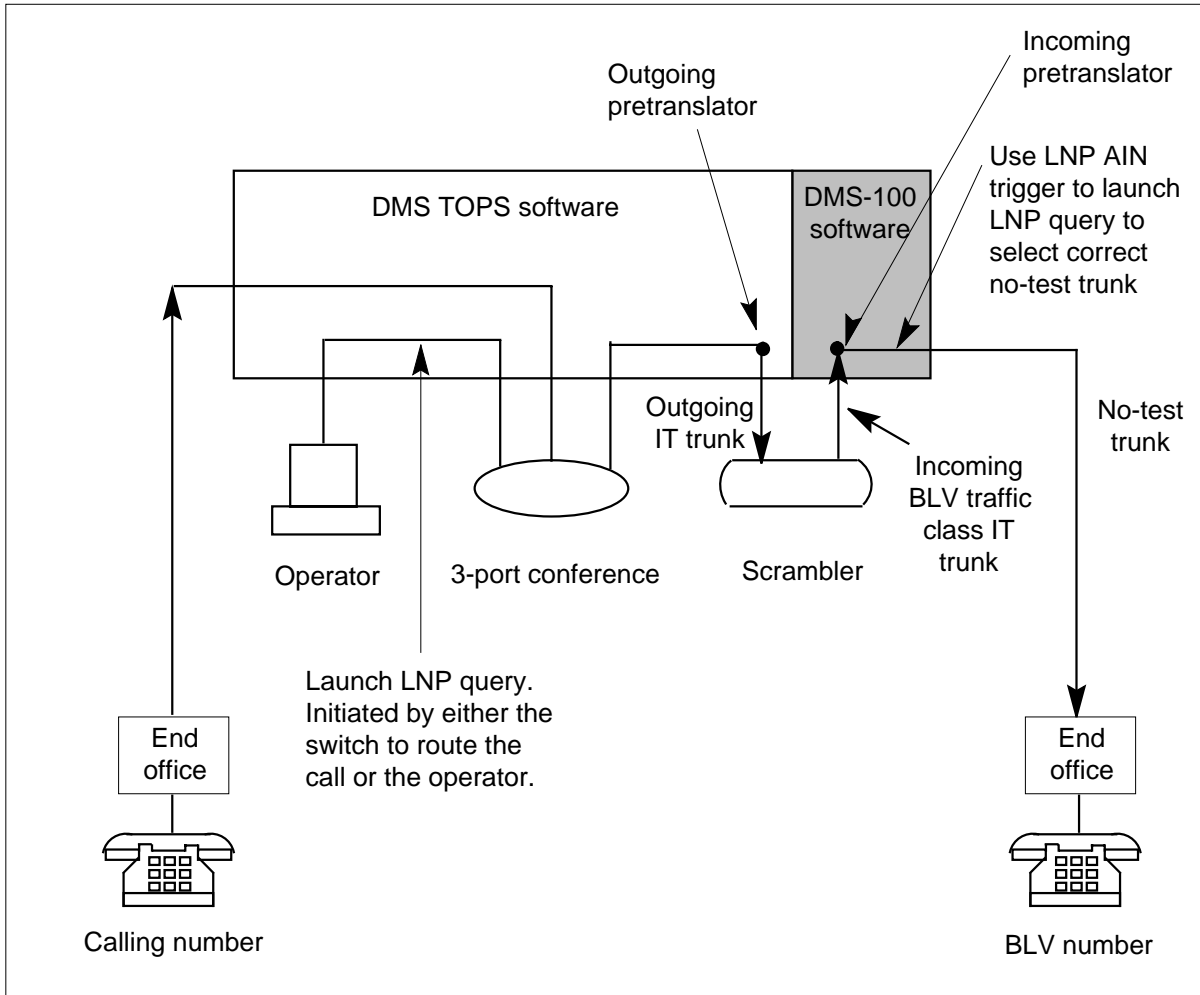 Incoming
pretranslator
Outgoing
pretranslator
Use LNP AIN
trigger to launch
LNP query to
select correct
no-test trunk
DMS TOPS software
DMS-100
software
Outgoing
IT trunk
No-test
trunk
Incoming
BLV traffic
class IT
trunk
Operator
3-port conference
Scrambler
Launch LNP query.
Initiated by either the
switch to route the
call or the operator.
End
office
End
office
Calling number
BLV number